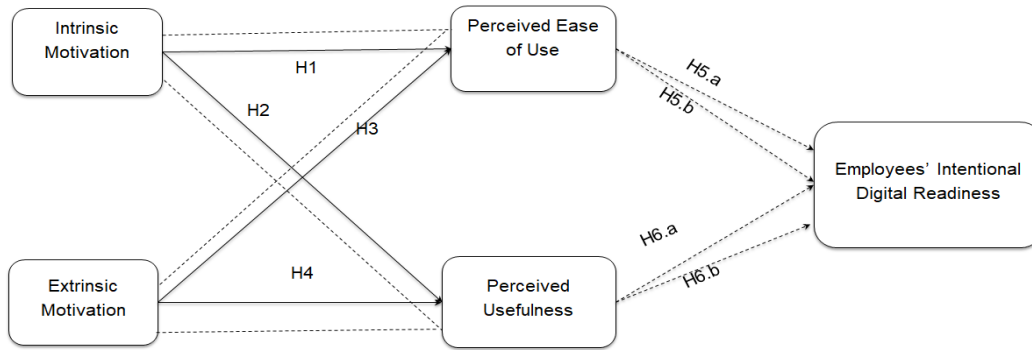 Intrinsic
Motivation
Perceived Ease
of Use
H1
H2
H3
H5.a
H5.b
Employees’ Intentional
Digital Readiness
H6.a
H6.b
Extrinsic
Motivation
H4
Perceived
Usefulness